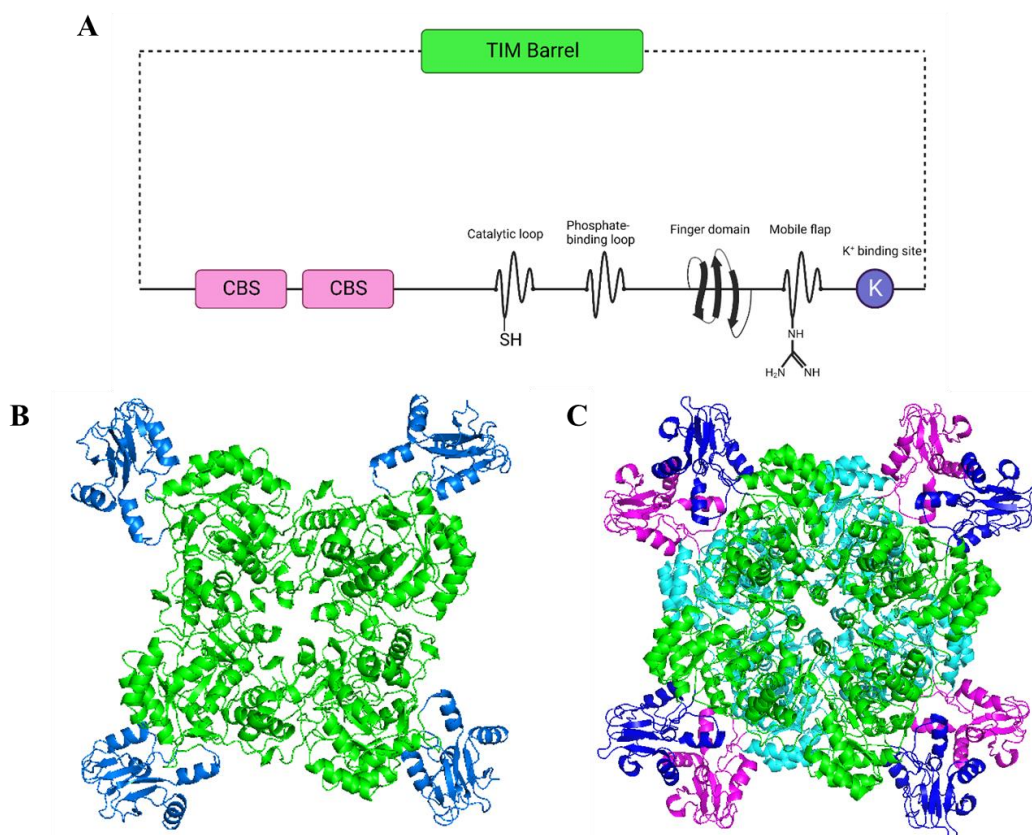 A
TIM Barrel
Catalytic loop
Phosphate-
binding loop
Finger domain
Mobile flap
K⁺ binding site
CBS
CBS
K
SH
NH
H₂N
NH
B
C